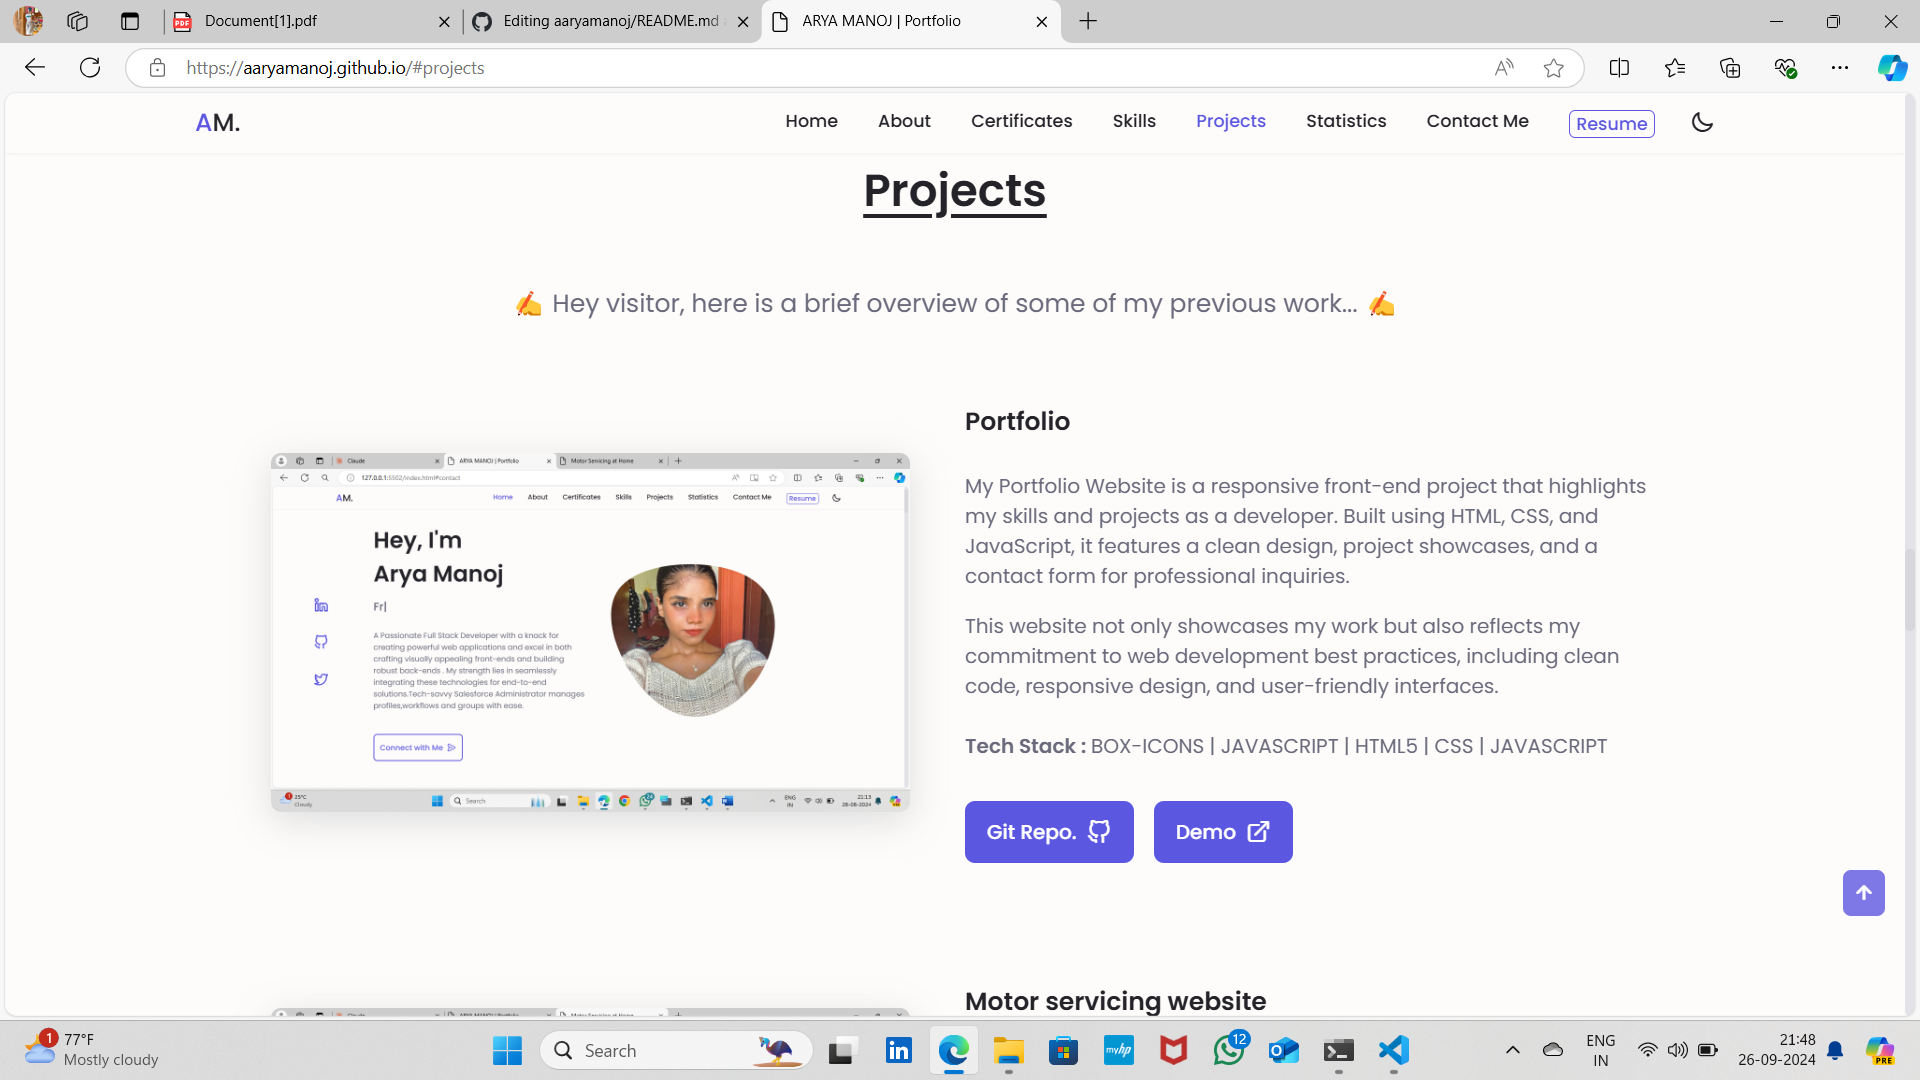 Document[1].pdf
Editing aaryamanoj/README.md
ARYA MANOJ | Portfolio
https://aaryamanoj.github.io/#projects
AM.
Home
About
Certificates
Skills
Projects
Statistics
Contact Me
Resume
Projects
✍️ Hey visitor, here is a brief overview of some of my previous work... ✍️
Claude
ARYA MANOJ | Portfolio
Motor Servicing at Home
127.0.0.1:5502/index.html#contact
AM.
Home
About
Certificates
Skills
Projects
Statistics
Contact Me
Resume
Hey, I'm
Arya Manoj
Fr|
A Passionate Full Stack Developer with a knack for
creating powerful web applications and excel in both
crafting visually appealing front-ends and building
robust back-ends . My strength lies in seamlessly
integrating these technologies for end-to-end
solutions.Tech-savvy Salesforce Administrator manages
profiles,workflows and groups with ease.
Connect with Me
25°C
Cloudy
Search
ENG
IN
21:13
26-09-2024
Portfolio
My Portfolio Website is a responsive front-end project that highlights
my skills and projects as a developer. Built using HTML, CSS, and
JavaScript, it features a clean design, project showcases, and a
contact form for professional inquiries.
This website not only showcases my work but also reflects my
commitment to web development best practices, including clean
code, responsive design, and user-friendly interfaces.
Tech Stack : BOX-ICONS | JAVASCRIPT | HTML5 | CSS | JAVASCRIPT
Git Repo.
Demo
Motor servicing website
1
77°F
Mostly cloudy
Search
myhp
12
ENG
IN
21:48
26-09-2024
PRE